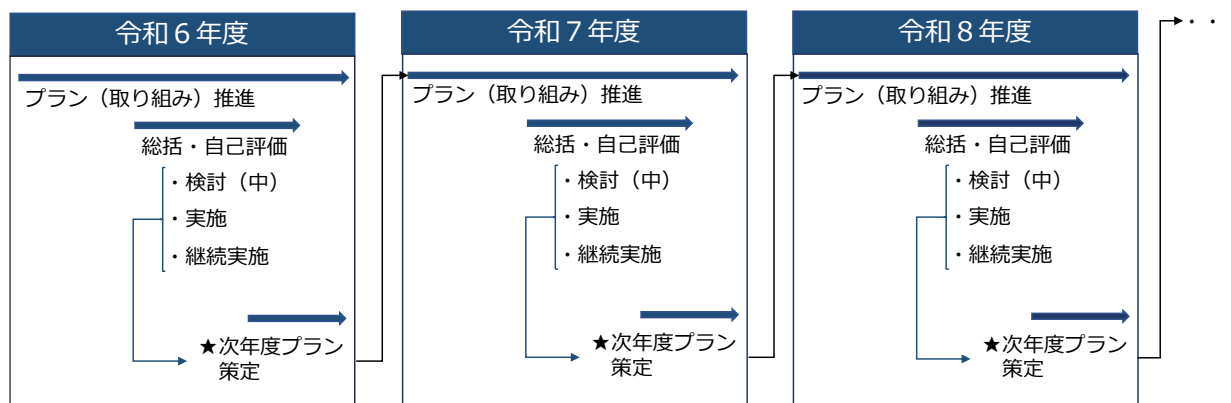 令和６年度
プラン（取り組み）推進
総括・自己評価
・検討（中）
・実施
・継続実施
★次年度プラン
策定
令和７年度
プラン（取り組み）推進
総括・自己評価
・検討（中）
・実施
・継続実施
★次年度プラン
策定
令和８年度
プラン（取り組み）推進
総括・自己評価
・検討（中）
・実施
・継続実施
★次年度プラン
策定
・・